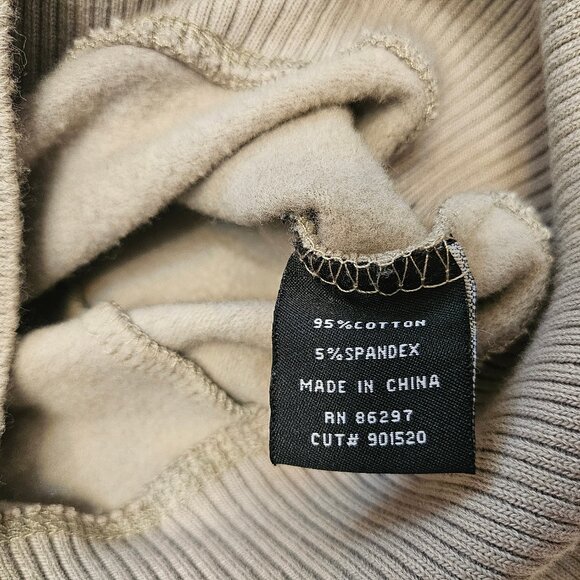 95%COTTON
5%SPANDEX
MADE IN CHINA
RN 86297
CUT# 901520